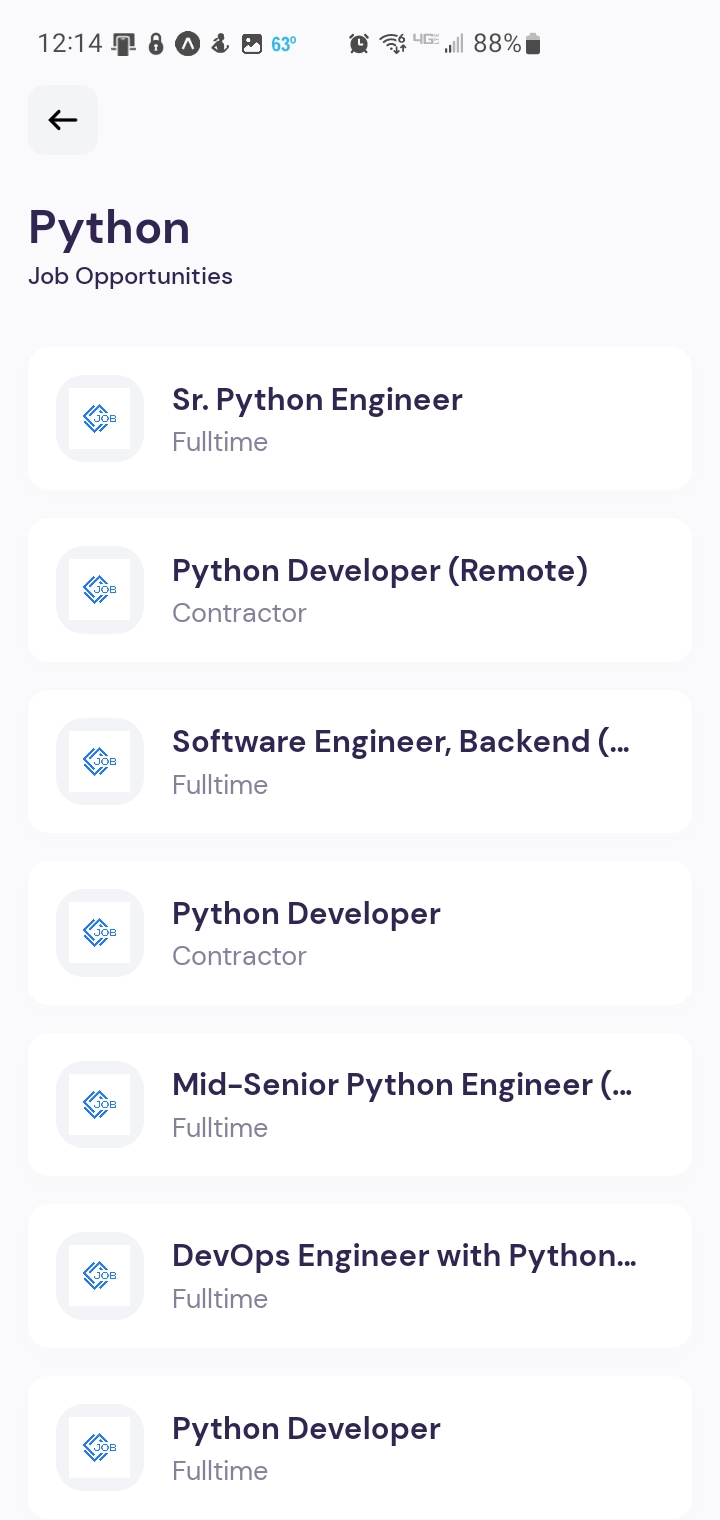 12:14 63° 4G 88%
Python
Job Opportunities
JOB
Sr. Python Engineer
Fulltime
JOB
Python Developer (Remote)
Contractor
JOB
Software Engineer, Backend (...
Fulltime
JOB
Python Developer
Contractor
JOB
Mid-Senior Python Engineer (...
Fulltime
JOB
DevOps Engineer with Python...
Fulltime
JOB
Python Developer
Fulltime